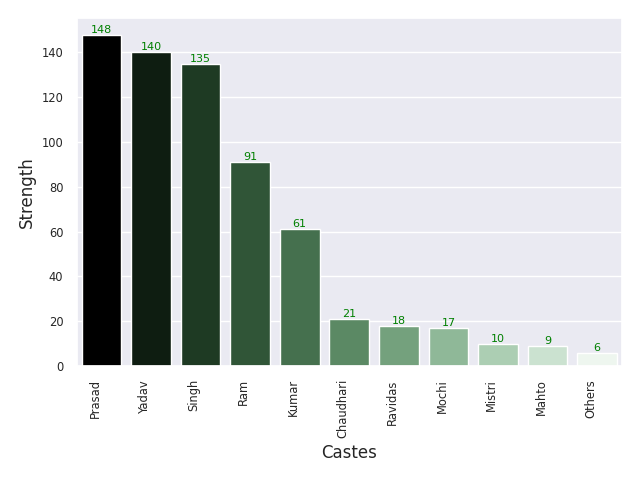 148
140
135
91
61
21
18
17
10
9
6
140
120
100
80
60
40
20
0
Strength
Prasad
Yadav
Singh
Ram
Kumar
Chaudhari
Ravidas
Mochi
Mistri
Mahto
Others
Castes